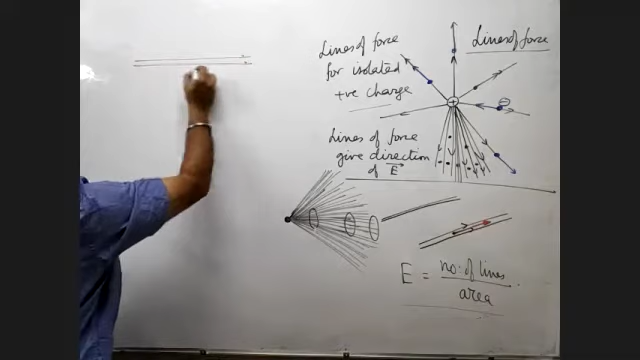 Lines of force
Lines of force
for isolated
+ve charge
Lines of force
give direction
of E⃗
+
⊖
E = no: of lines
area